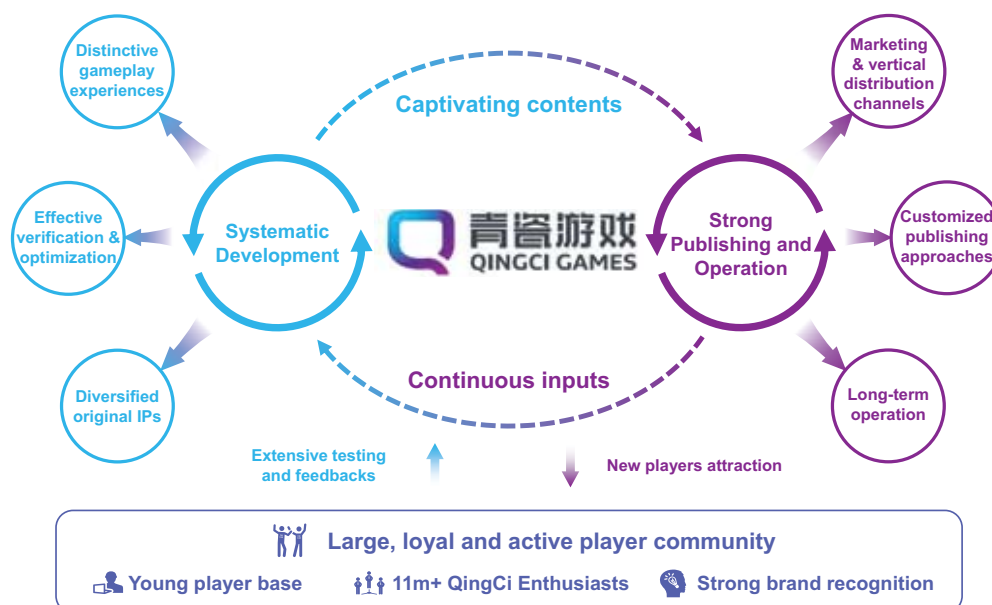 Distinctive
gameplay
experiences
Marketing
& vertical
distribution
channels
Captivating contents
Effective
verification &
optimization
Systematic
Development
青瓷游戏
QINGCI GAMES
Strong
Publishing and
Operation
Customized
publishing
approaches
Continuous inputs
Diversified
original IPs
Long-term
operation
Extensive testing
and feedbacks
New players attraction
Large, loyal and active player community
Young player base
11m+ QingCi Enthusiasts
Strong brand recognition